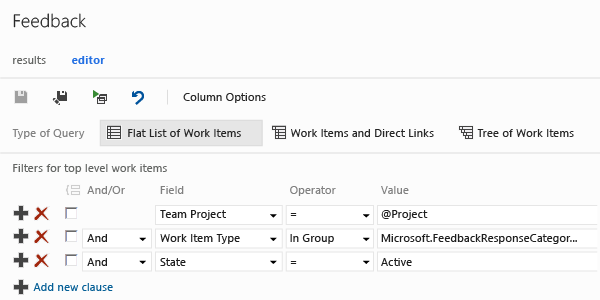 Feedback
results editor
Column Options
Type of Query Flat List of Work Items Work Items and Direct Links Tree of Work Items
Filters for top level work items
And/Or Field Operator Value
Team Project = @Project
And Work Item Type In Group Microsoft.FeedbackResponseCategor...
And State = Active
Add new clause